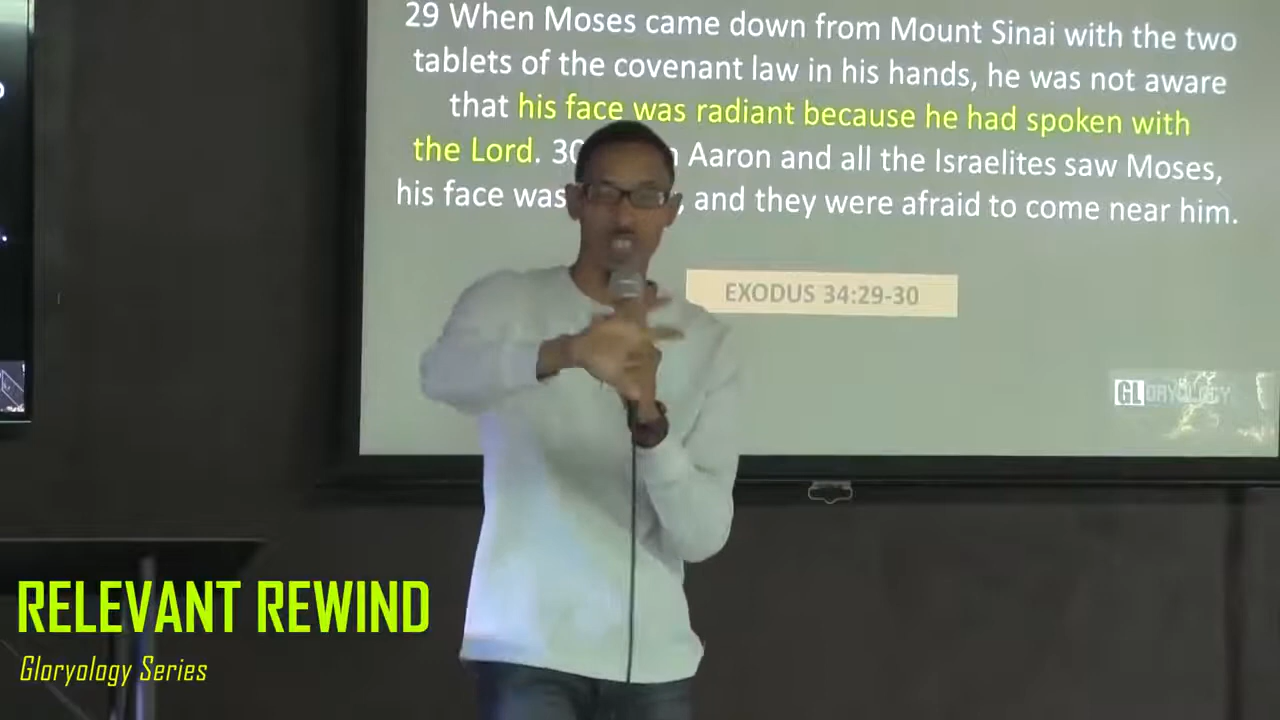 29 When Moses came down from Mount Sinai with the two
tablets of the covenant law in his hands, he was not aware
that his face was radiant because he had spoken with
the Lord. 30 Aaron and all the Israelites saw Moses,
his face was , and they were afraid to come near him.
EXODUS 34:29-30
GLORYOLOGY
RELEVANT REWIND
Gloryology Series